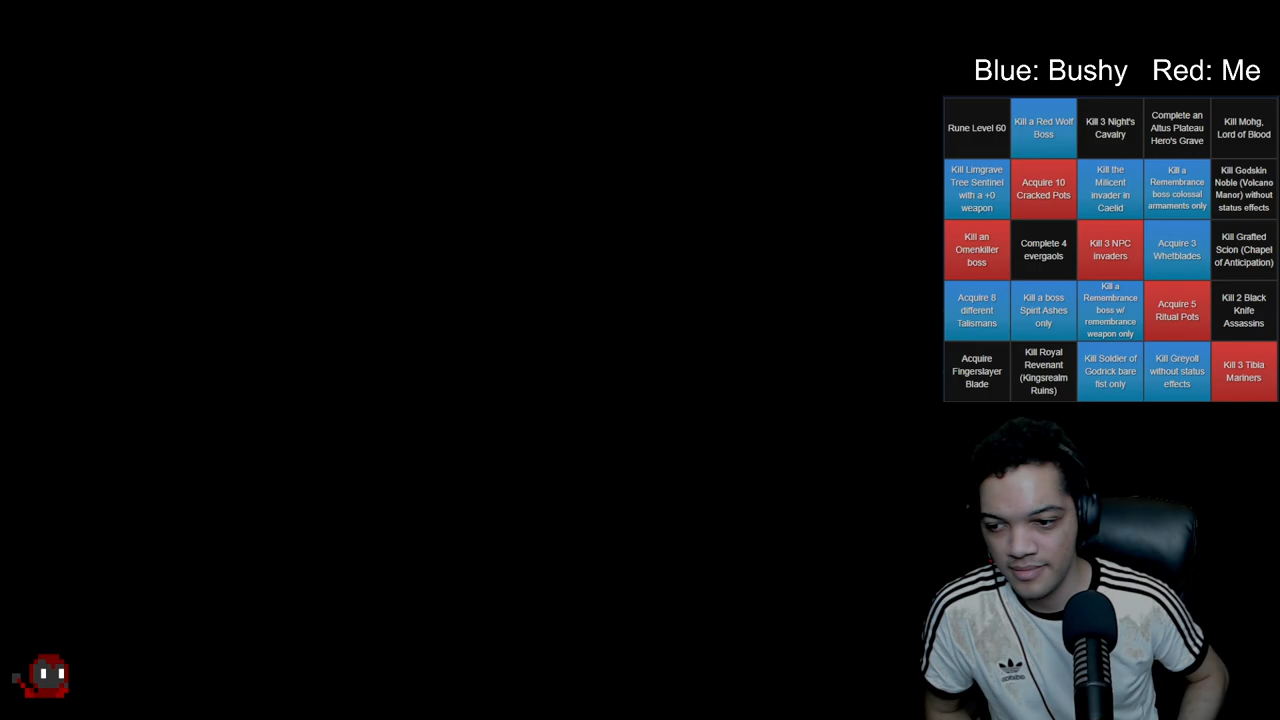 Blue: Bushy Red: Me
Rune Level 60
Kill a Red Wolf
Boss
Kill 3 Night's
Cavalry
Complete an
Altus Plateau
Hero's Grave
Kill Mohg,
Lord of Blood
Kill Limgrave
Tree Sentinel
with a +0
weapon
Acquire 10
Cracked Pots
Kill the
Milicent
invader in
Caelid
Kill a
Remembrance
boss colossal
armaments only
Kill Godskin
Noble (Volcano
Manor) without
status effects
Kill an
Omenkiller
boss
Complete 4
evergaols
Kill 3 NPC
invaders
Acquire 3
Whetblades
Kill Grafted
Scion (Chapel
of Anticipation)
Acquire 8
different
Talismans
Kill a boss
Spirit Ashes
only
Kill a
Remembrance
boss w/
remembrance
weapon only
Acquire 5
Ritual Pots
Kill 2 Black
Knife
Assassins
Acquire
Fingerslayer
Blade
Kill Royal
Revenant
(Kingsrealm
Ruins)
Kill Soldier of
Godrick bare
fist only
Kill Greyoll
without status
effects
Kill 3 Tibia
Mariners
adidas